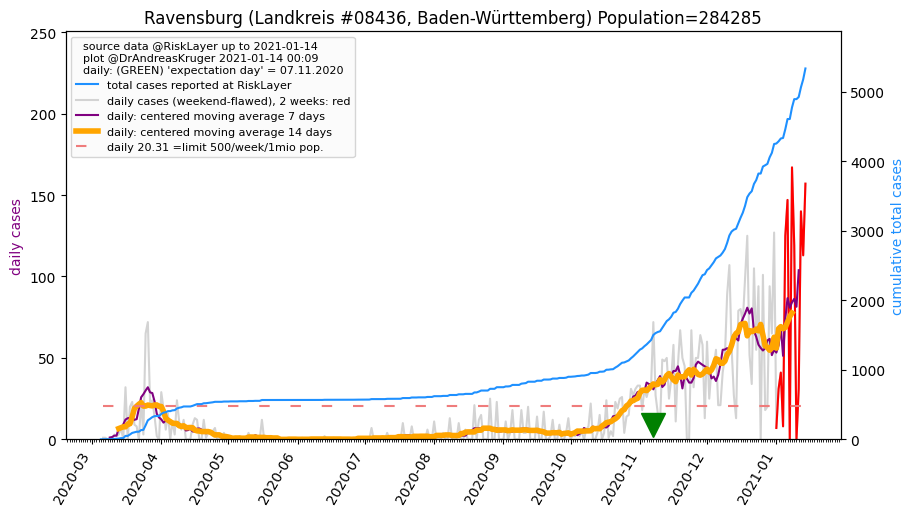 Ravensburg (Landkreis #08436, Baden-Württemberg) Population=284285
source data @RiskLayer up to 2021-01-14
plot @DrAndreasKruger 2021-01-14 00:09
daily: (GREEN) 'expectation day' = 07.11.2020
total cases reported at RiskLayer
daily cases (weekend-flawed), 2 weeks: red
daily: centered moving average 7 days
daily: centered moving average 14 days
daily 20.31 =limit 500/week/1mio pop.
daily cases
250
200
150
100
50
0
cumulative total cases
5000
4000
3000
2000
1000
0
2020-03
2020-04
2020-05
2020-06
2020-07
2020-08
2020-09
2020-10
2020-11
2020-12
2021-01